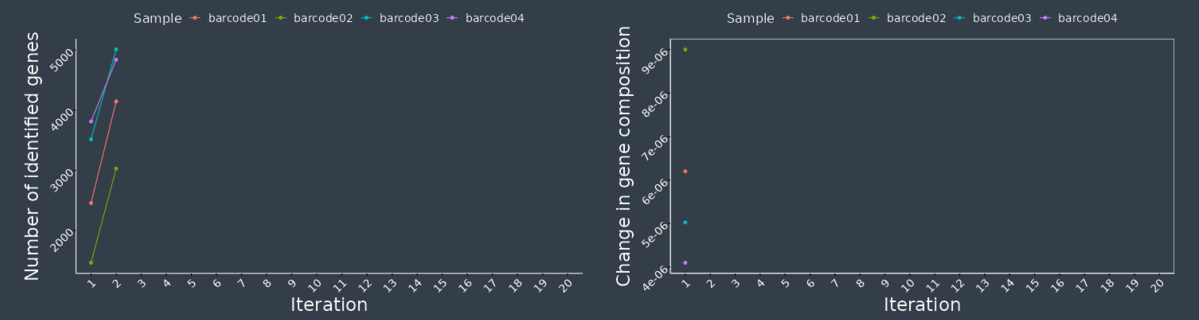 Sample barcode01 barcode02 barcode03 barcode04
Number of identified genes
5000
4000
3000
2000
1 2 3 4 5 6 7 8 9 10 11 12 13 14 15 16 17 18 19 20
Iteration
Sample barcode01 barcode02 barcode03 barcode04
Change in gene composition
9e-06
8e-06
7e-06
6e-06
5e-06
4e-06
1 2 3 4 5 6 7 8 9 10 11 12 13 14 15 16 17 18 19 20
Iteration